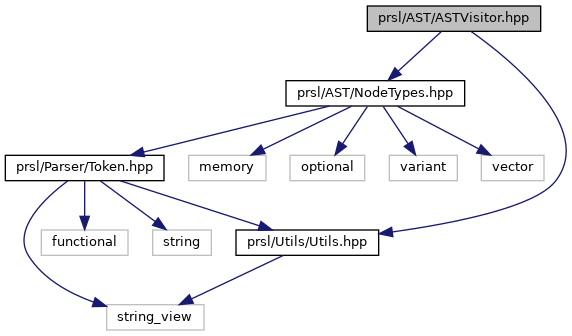 prsl/AST/ASTVisitor.hpp
prsl/AST/NodeTypes.hpp
prsl/Parser/Token.hpp
memory
optional
variant
vector
functional
string
prsl/Utils/Utils.hpp
string_view